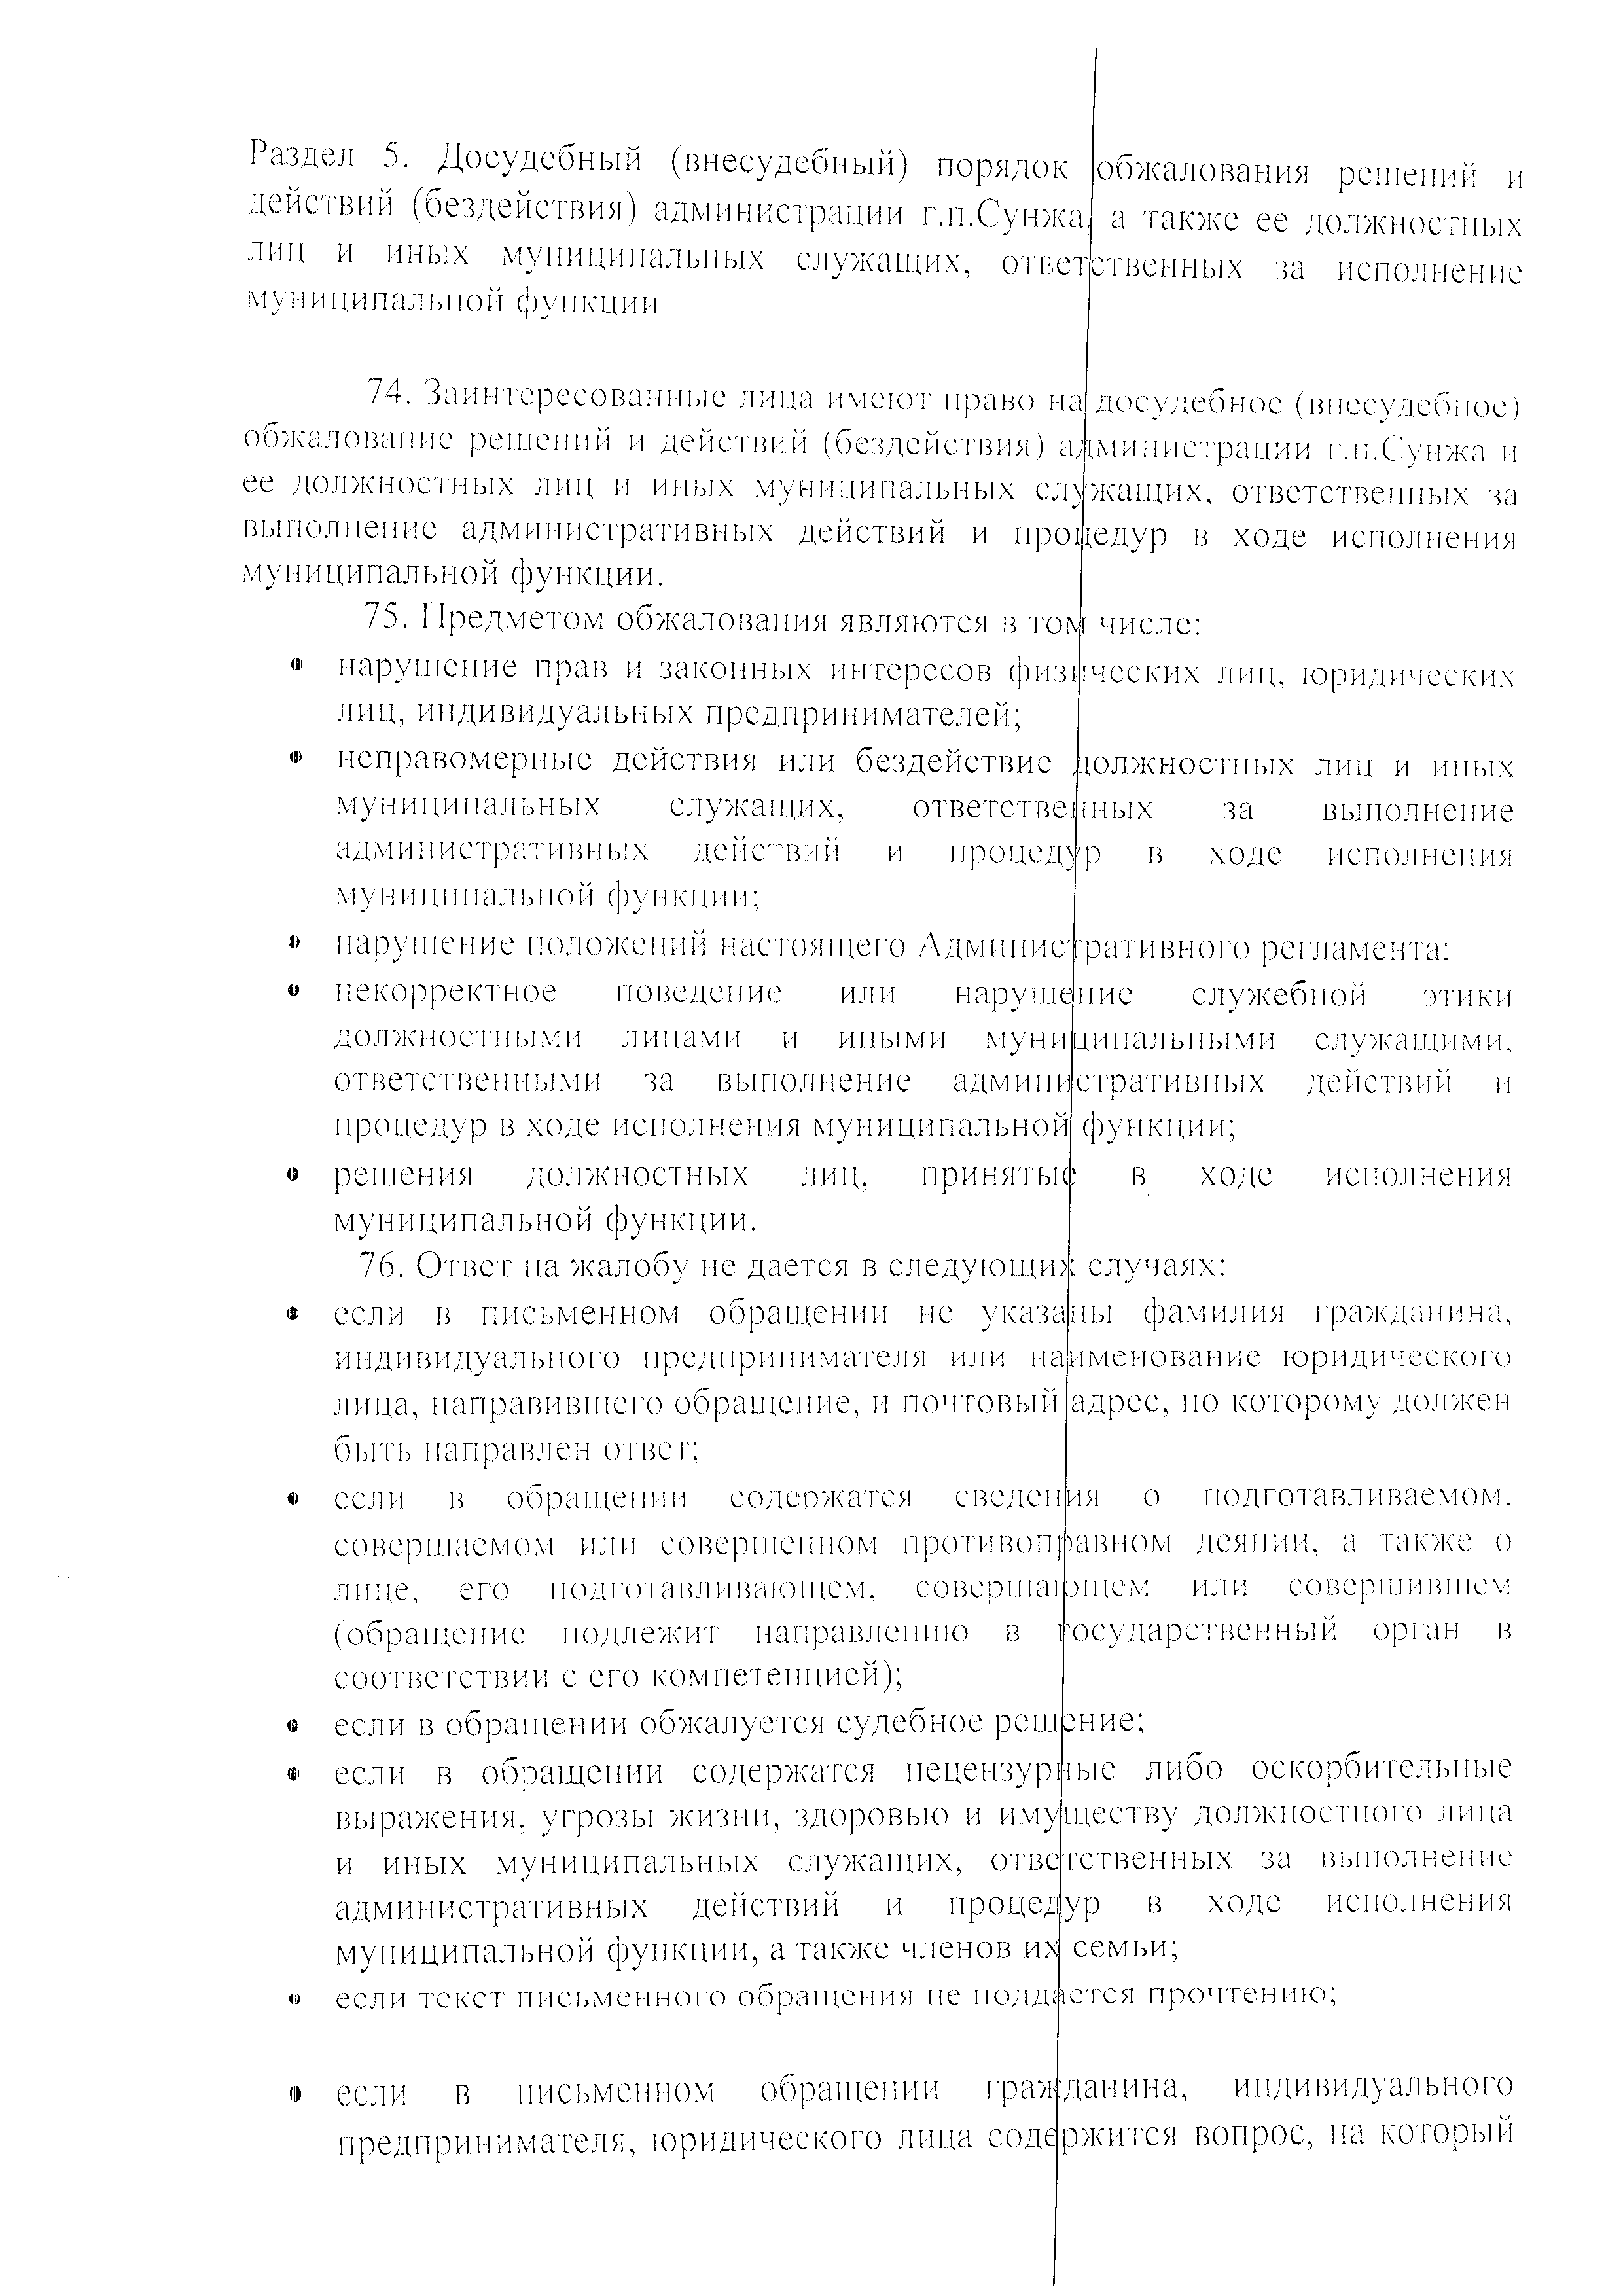 Раздел 5. Досудебный (внесудебный) порядок обжалования решений и
действий (бездействия) администрации г.п.Сунжа, а также ее должностных
лиц и иных муниципальных служащих, ответственных за исполнение
муниципальной функции
74. Заинтересованные лица имеют право на досудебное (внесудебное)
обжалование решений и действий (бездействия) администрации г.п.Сунжа и
ее должностных лиц и иных муниципальных служащих, ответственных за
выполнение административных действий и процедур в ходе исполнения
муниципальной функции.
75. Предметом обжалования являются в том числе:
• нарушение прав и законных интересов физических лиц, юридических
лиц, индивидуальных предпринимателей;
• неправомерные действия или бездействие должностных лиц и иных
муниципальных служащих, ответственных за выполнение
административных действий и процедур в ходе исполнения
муниципальной функции;
• нарушение положений настоящего Административного регламента;
• некорректное поведение или нарушение служебной этики
должностными лицами и иными муниципальными служащими,
ответственными за выполнение административных действий и
процедур в ходе исполнения муниципальной функции;
• решения должностных лиц, принятые в ходе исполнения
муниципальной функции.
76. Ответ на жалобу не дается в следующих случаях:
• если в письменном обращении не указаны фамилия гражданина,
индивидуального предпринимателя или наименование юридического
лица, направившего обращение, и почтовый адрес, по которому должен
быть направлен ответ;
• если в обращении содержатся сведения о подготавливаемом,
совершаемом или совершенном противоправном деянии, а также о
лице, его подготавливающем, совершающем или совершившем
(обращение подлежит направлению в государственный орган в
соответствии с его компетенцией);
• если в обращении обжалуется судебное решение;
• если в обращении содержатся нецензурные либо оскорбительные
выражения, угрозы жизни, здоровью и имуществу должностного лица
и иных муниципальных служащих, ответственных за выполнение
административных действий и процедур в ходе исполнения
муниципальной функции, а также членов их семьи;
• если текст письменного обращения не поддается прочтению;
• если в письменном обращении гражданина, индивидуального
предпринимателя, юридического лица содержится вопрос, на который